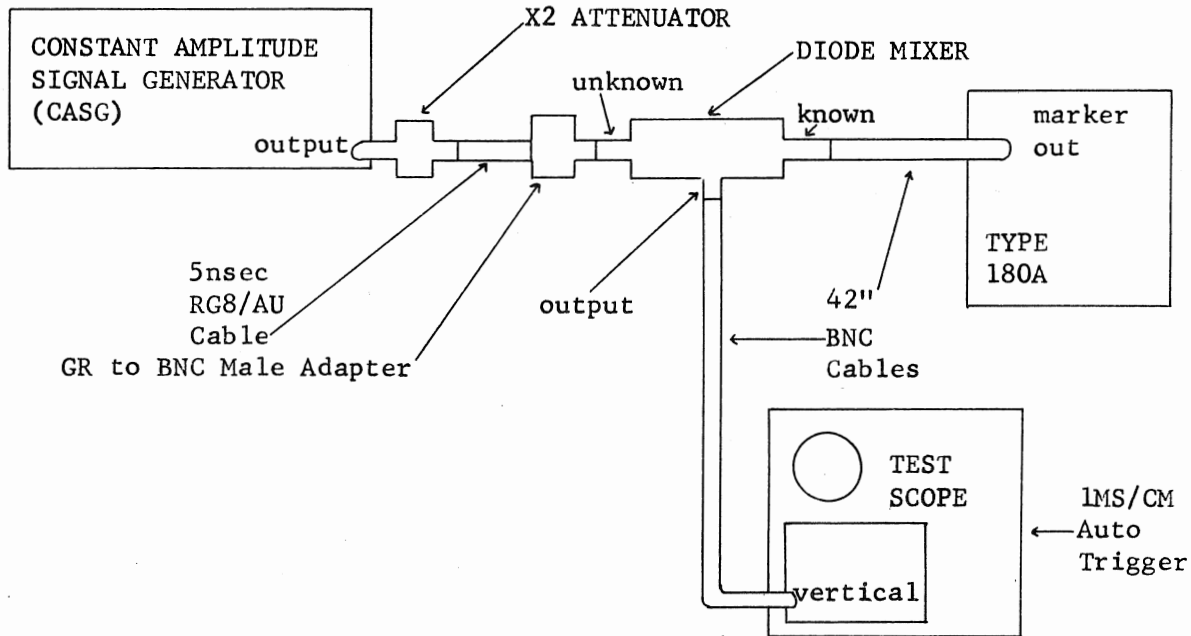 X2 ATTENUATOR
CONSTANT AMPLITUDE
SIGNAL GENERATOR
(CASG)
output
DIODE MIXER
unknown
known
marker
out
TYPE
180A
5nsec
RG8/AU
Cable
GR to BNC Male Adapter
output
42"
BNC
Cables
TEST
SCOPE
vertical
1MS/CM
Auto
Trigger